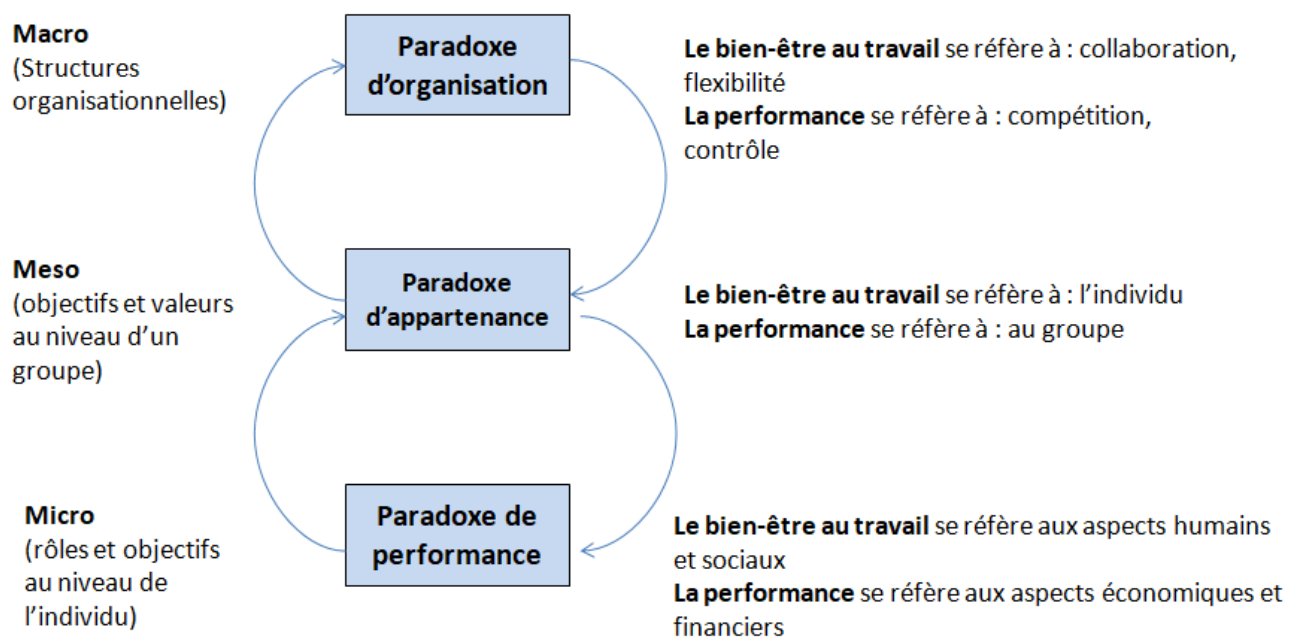 Macro
(Structures
organisationnelles)
Paradoxe
d'organisation
Le bien-être au travail se réfère à : collaboration,
flexibilité
La performance se réfère à : compétition,
contrôle
Meso
(objectifs et valeurs
au niveau d'un
groupe)
Paradoxe
d'appartenance
Le bien-être au travail se réfère à : l'individu
La performance se réfère à : au groupe
Micro
(rôles et objectifs
au niveau de
l'individu)
Paradoxe de
performance
Le bien-être au travail se réfère aux aspects humains
et sociaux
La performance se réfère aux aspects économiques et
financiers